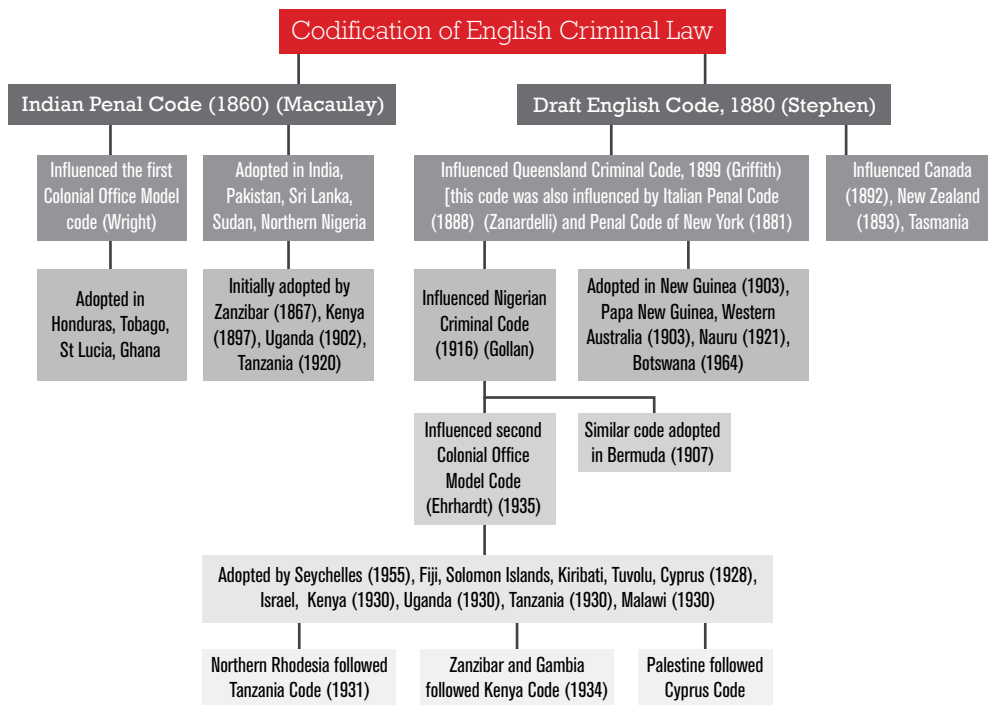 Codification of English Criminal Law
Indian Penal Code (1860) (Macaulay)
Draft English Code, 1880 (Stephen)
Influenced the first
Colonial Office Model
code (Wright)
Adopted in India,
Pakistan, Sri Lanka,
Sudan, Northern Nigeria
Influenced Queensland Criminal Code, 1899 (Griffith)
[this code was also influenced by Italian Penal Code
(1888) (Zanardelli) and Penal Code of New York (1881)
Influenced Canada
(1892), New Zealand
(1893), Tasmania
Adopted in
Honduras, Tobago,
St Lucia, Ghana
Initially adopted by
Zanzibar (1867), Kenya
(1897), Uganda (1902),
Tanzania (1920)
Influenced Nigerian
Criminal Code
(1916) (Gollan)
Adopted in New Guinea (1903),
Papa New Guinea, Western
Australia (1903), Nauru (1921),
Botswana (1964)
Influenced second
Colonial Office
Model Code
(Ehrhardt) (1935)
Similar code adopted
in Bermuda (1907)
Adopted by Seychelles (1955), Fiji, Solomon Islands, Kiribati, Tuvolu, Cyprus (1928),
Israel, Kenya (1930), Uganda (1930), Tanzania (1930), Malawi (1930)
Northern Rhodesia followed
Tanzania Code (1931)
Zanzibar and Gambia
followed Kenya Code (1934)
Palestine followed
Cyprus Code